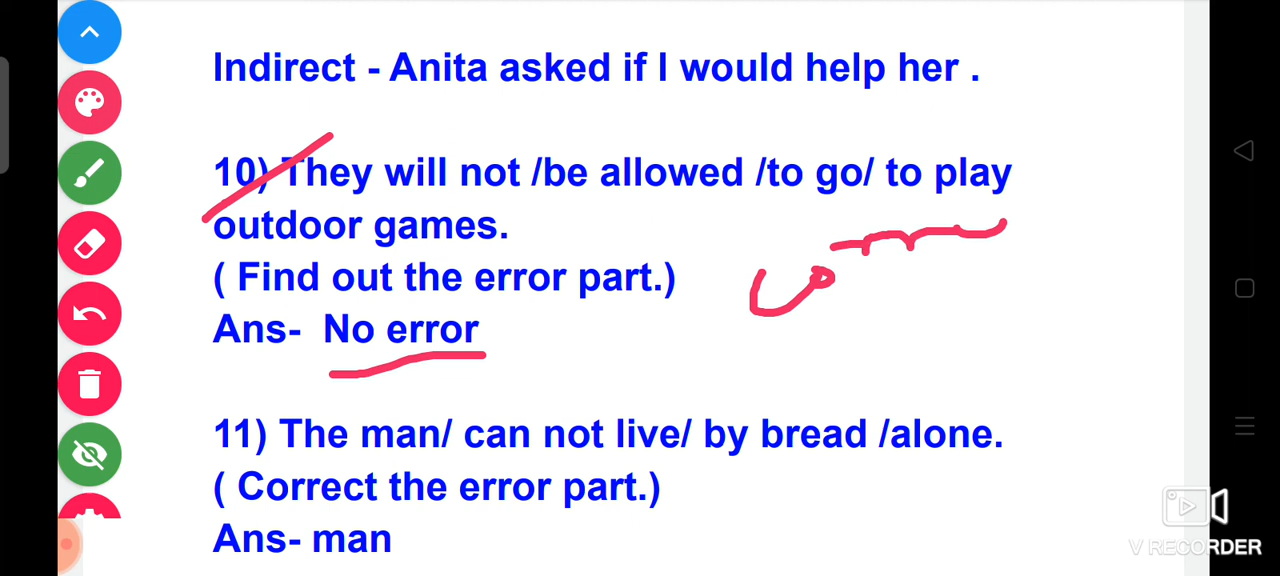 Indirect - Anita asked if I would help her .
10) They will not /be allowed /to go/ to play
outdoor games.
( Find out the error part.)
Ans- No error
11) The man/ can not live/ by bread /alone.
( Correct the error part.)
Ans- man
V RECORDER